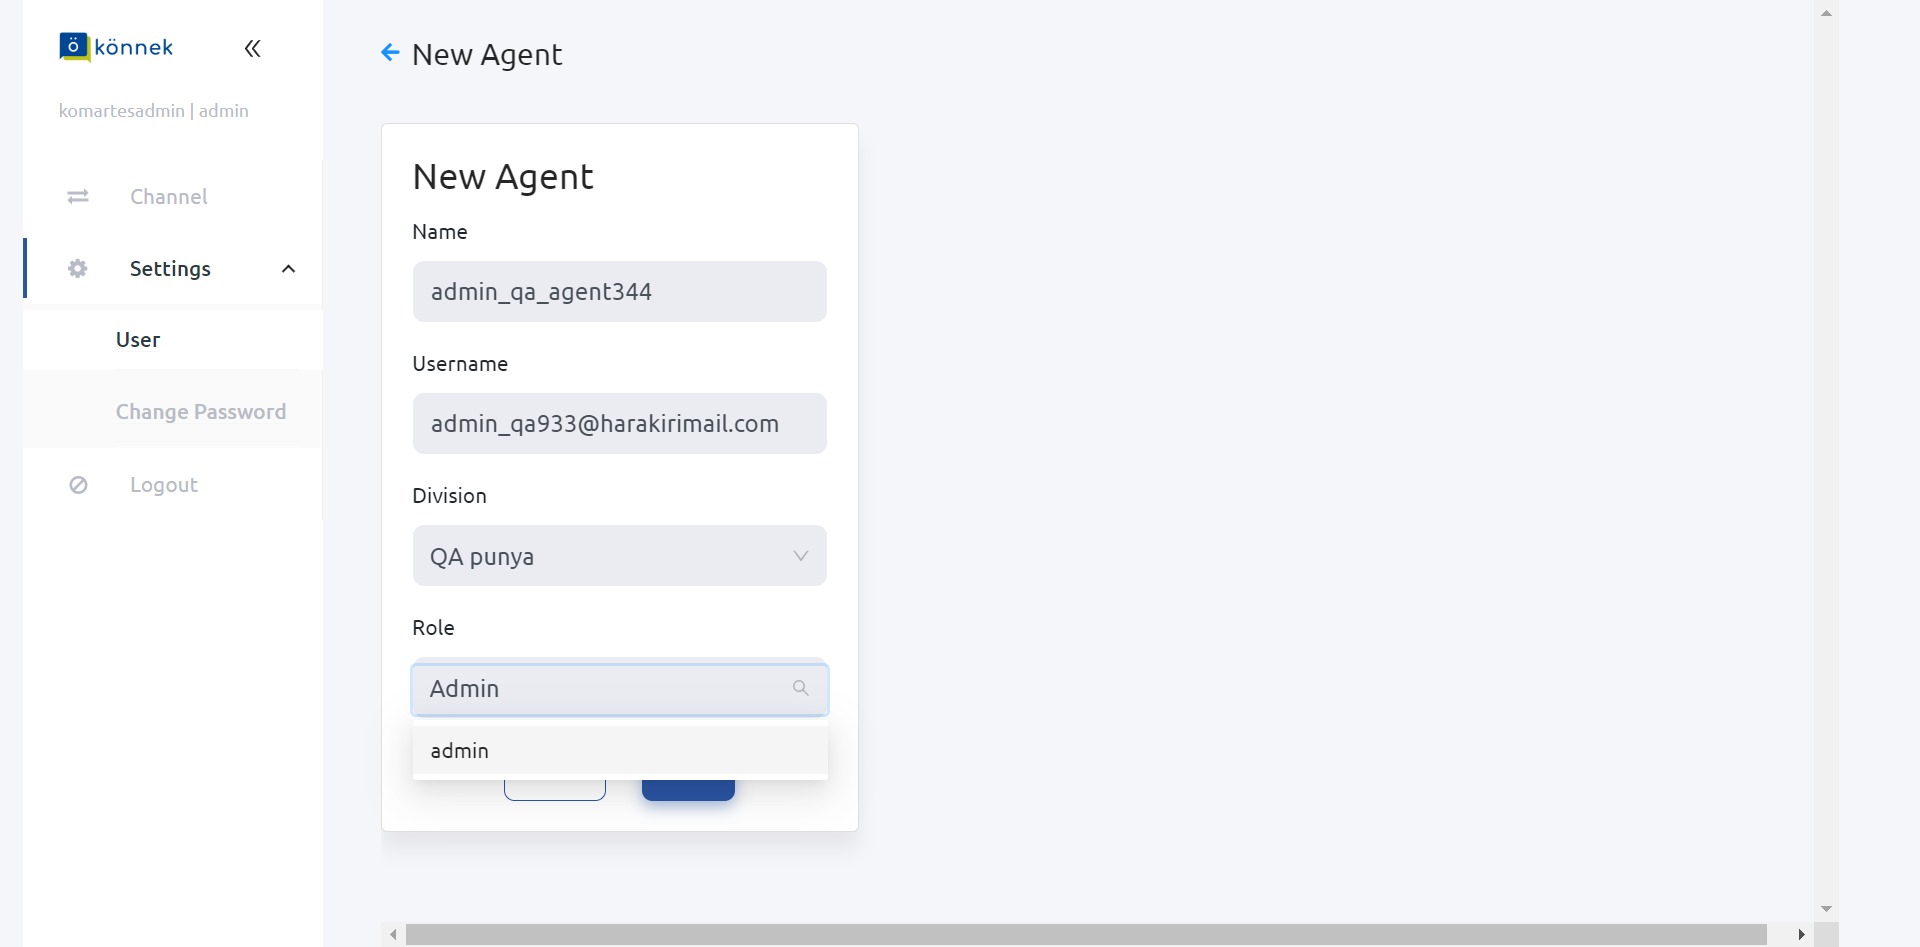 könnek
komartesadmin | admin
Channel
Settings
User
Change Password
Logout
New Agent
New Agent
Name
admin_qa_agent344
Username
admin_qa933@harakirimail.com
Division
QA punya
Role
Admin
admin